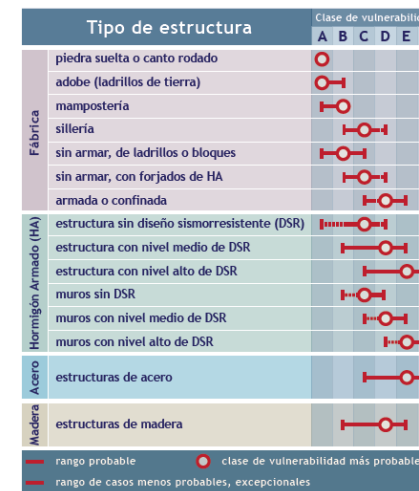 Tipo de estructura
Clase de vulnerabilid
A B C D E
Fábrica
piedra suelta o canto rodado
adobe (ladrillos de tierra)
mampostería
sillería
sin armar, de ladrillos o bloques
sin armar, con forjados de HA
armada o confinada
Hormigón Armado (HA)
estructura sin diseño sismorresistente (DSR)
estructura con nivel medio de DSR
estructura con nivel alto de DSR
muros sin DSR
muros con nivel medio de DSR
muros con nivel alto de DSR
Acero
estructuras de acero
Madera
estructuras de madera
rango probable
clase de vulnerabilidad más probable
rango de casos menos probables, excepcionales